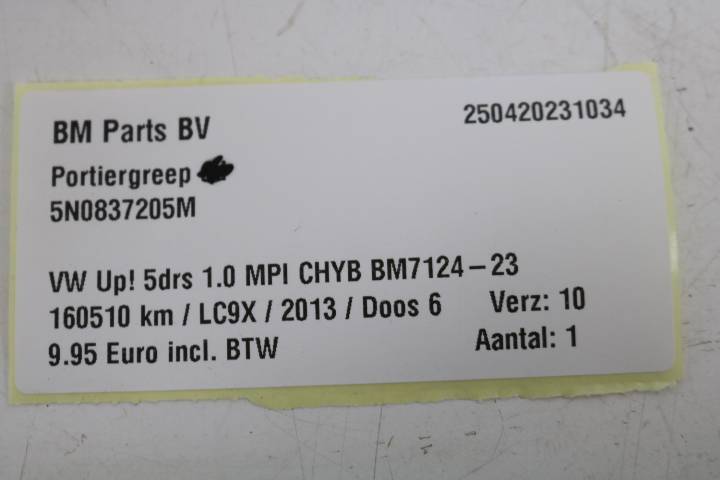 BM Parts BV 250420231034
Portiergreep
5N0837205M
VW Up! 5drs 1.0 MPI CHYB BM7124-23
160510 km / LC9X / 2013 / Doos 6 Verz: 10
9.95 Euro incl. BTW Aantal: 1